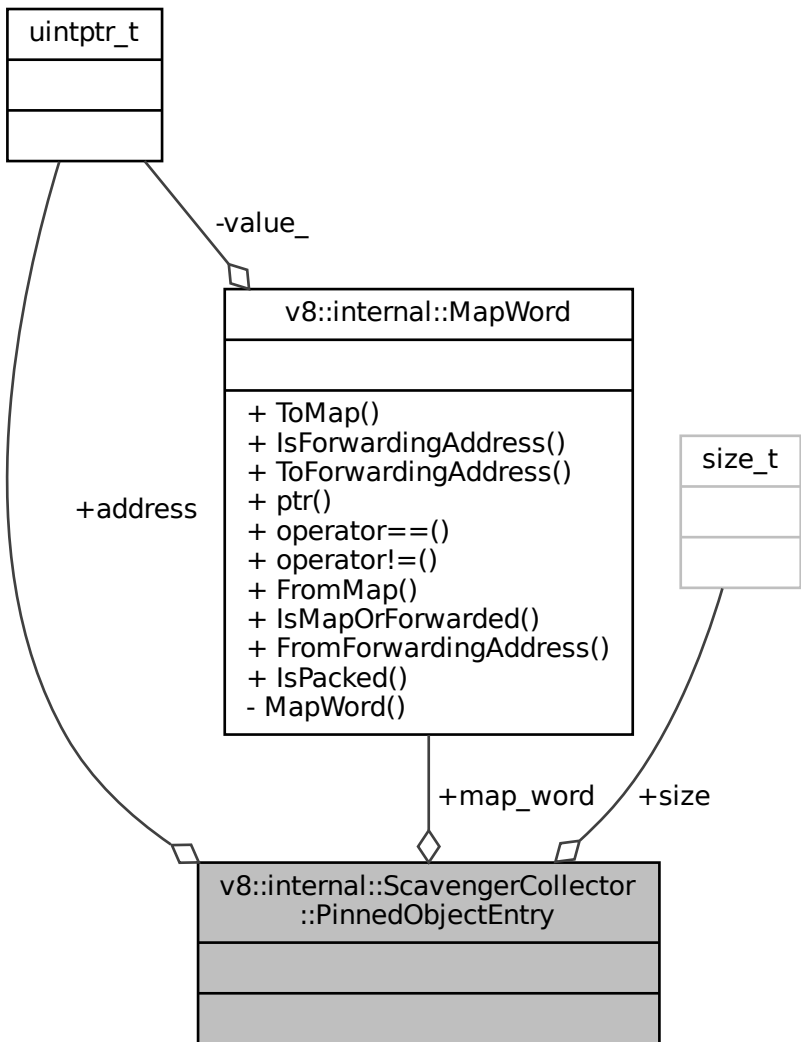 uintptr_t
-value_
v8::internal::MapWord
+ ToMap()
+ IsForwardingAddress()
+ ToForwardingAddress()
+ ptr()
+ operator==()
+ operator!=()
+ FromMap()
+ IsMapOrForwarded()
+ FromForwardingAddress()
+ IsPacked()
- MapWord()
size_t
+address
+map_word
+size
v8::internal::ScavengerCollector
::PinnedObjectEntry